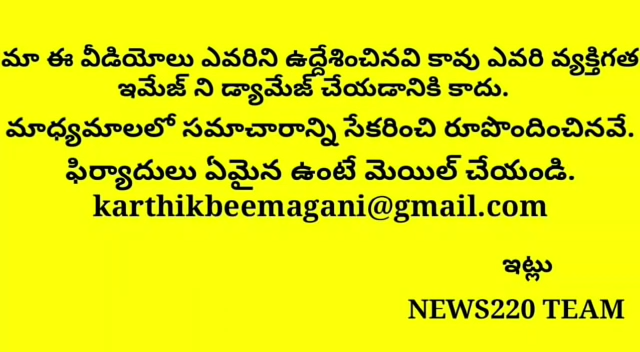 మా ఈ వీడియోలు ఎవరిని ఉద్దేశించినవి కావు ఎవరి వ్యక్తిగత
ఇమేజ్ ని డ్యామేజ్ చేయడానికి కాదు.
మాధ్యమాలలో సమాచారాన్ని సేకరించి రూపొందించినవే.
ఫిర్యాదులు ఏమైన ఉంటే మెయిల్ చేయండి.
karthikbeemagani@gmail.com
ఇట్లు
NEWS220 TEAM